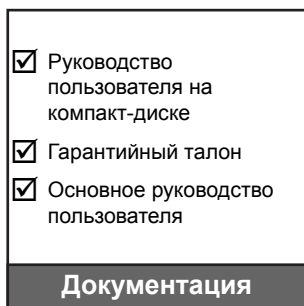 Руководство
пользователя на
компакт-диске
Гарантийный талон
Основное руководство
пользователя
Документация